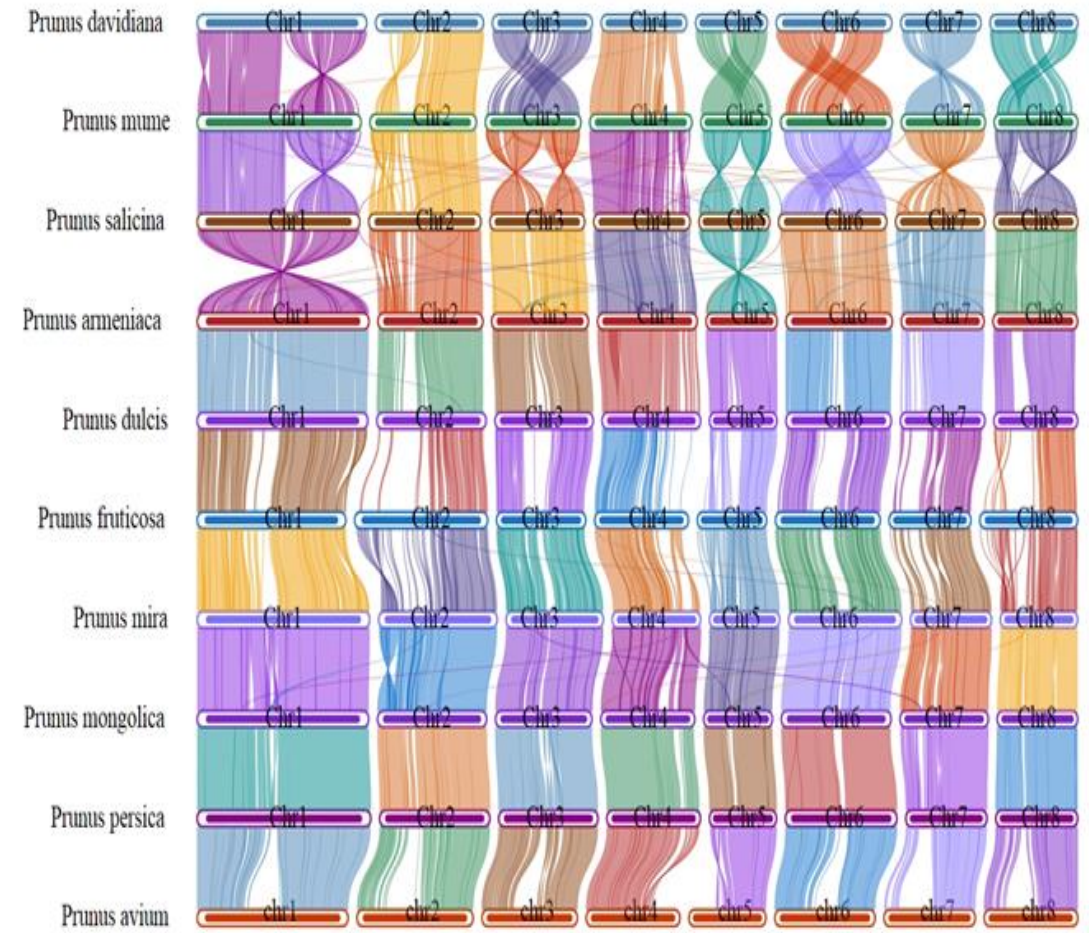 Prunus davidiana Chr1 Chr2 Chr3 Chr4 Chr5 Chr6 Chr7 Chr8
Prunus mume Chr1 Chr2 Chr3 Chr4 Chr5 Chr6 Chr7 Chr8
Prunus salicina Chr1 Chr2 Chr3 Chr4 Chr5 Chr6 Chr7 Chr8
Prunus armeniaca Chr1 Chr2 Chr3 Chr4 Chr5 Chr6 Chr7 Chr8
Prunus dulcis Chr1 Chr2 Chr3 Chr4 Chr5 Chr6 Chr7 Chr8
Prunus fruticosa Chr1 Chr2 Chr3 Chr4 Chr5 Chr6 Chr7 Chr8
Prunus mira Chr1 Chr2 Chr3 Chr4 Chr5 Chr6 Chr7 Chr8
Prunus mongolica Chr1 Chr2 Chr3 Chr4 Chr5 Chr6 Chr7 Chr8
Prunus persica Chr1 Chr2 Chr3 Chr4 Chr5 Chr6 Chr7 Chr8
Prunus avium chr1 chr2 chr3 chr4 chr5 chr6 chr7 chr8